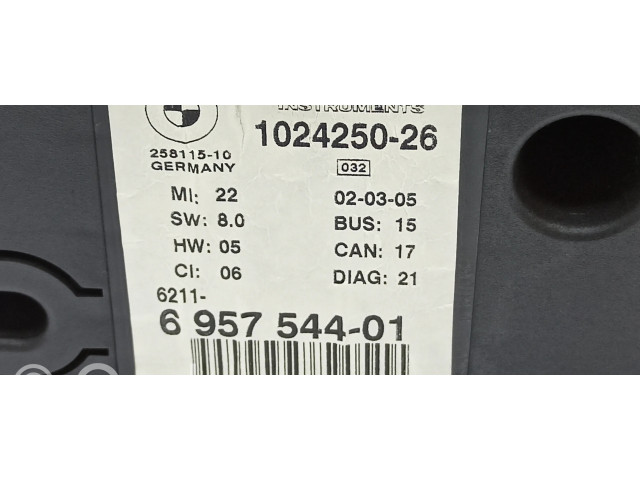 INSTRUMENTS
1024250-26
258115-10
GERMANY
032
MI: 22
02-03-05
SW: 8.0
BUS: 15
HW: 05
CAN: 17
CI: 06
DIAG: 21
6211-
6 957 544-01